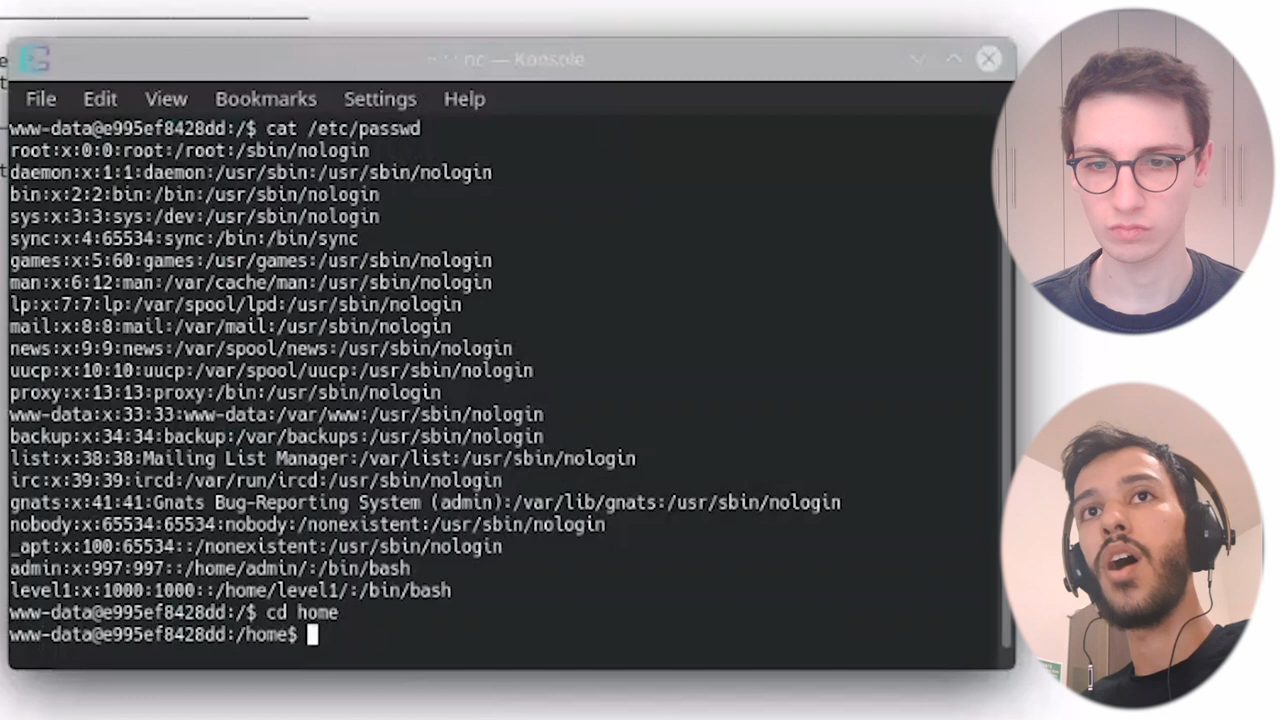 nc — Konsole
File Edit View Bookmarks Settings Help
www-data@e995ef8428dd:/$ cat /etc/passwd
root:x:0:0:root:/root:/sbin/nologin
daemon:x:1:1:daemon:/usr/sbin:/usr/sbin/nologin
bin:x:2:2:bin:/bin:/usr/sbin/nologin
sys:x:3:3:sys:/dev:/usr/sbin/nologin
sync:x:4:65534:sync:/bin:/bin/sync
games:x:5:60:games:/usr/games:/usr/sbin/nologin
man:x:6:12:man:/var/cache/man:/usr/sbin/nologin
lp:x:7:7:lp:/var/spool/lpd:/usr/sbin/nologin
mail:x:8:8:mail:/var/mail:/usr/sbin/nologin
news:x:9:9:news:/var/spool/news:/usr/sbin/nologin
uucp:x:10:10:uucp:/var/spool/uucp:/usr/sbin/nologin
proxy:x:13:13:proxy:/bin:/usr/sbin/nologin
www-data:x:33:33:www-data:/var/www:/usr/sbin/nologin
backup:x:34:34:backup:/var/backups:/usr/sbin/nologin
list:x:38:38:Mailing List Manager:/var/list:/usr/sbin/nologin
irc:x:39:39:ircd:/var/run/ircd:/usr/sbin/nologin
gnats:x:41:41:Gnats Bug-Reporting System (admin):/var/lib/gnats:/usr/sbin/nologin
nobody:x:65534:65534:nobody:/nonexistent:/usr/sbin/nologin
_apt:x:100:65534::/nonexistent:/usr/sbin/nologin
admin:x:997:997::/home/admin/:/bin/bash
level1:x:1000:1000::/home/level1/:/bin/bash
www-data@e995ef8428dd:/$ cd home
www-data@e995ef8428dd:/home$